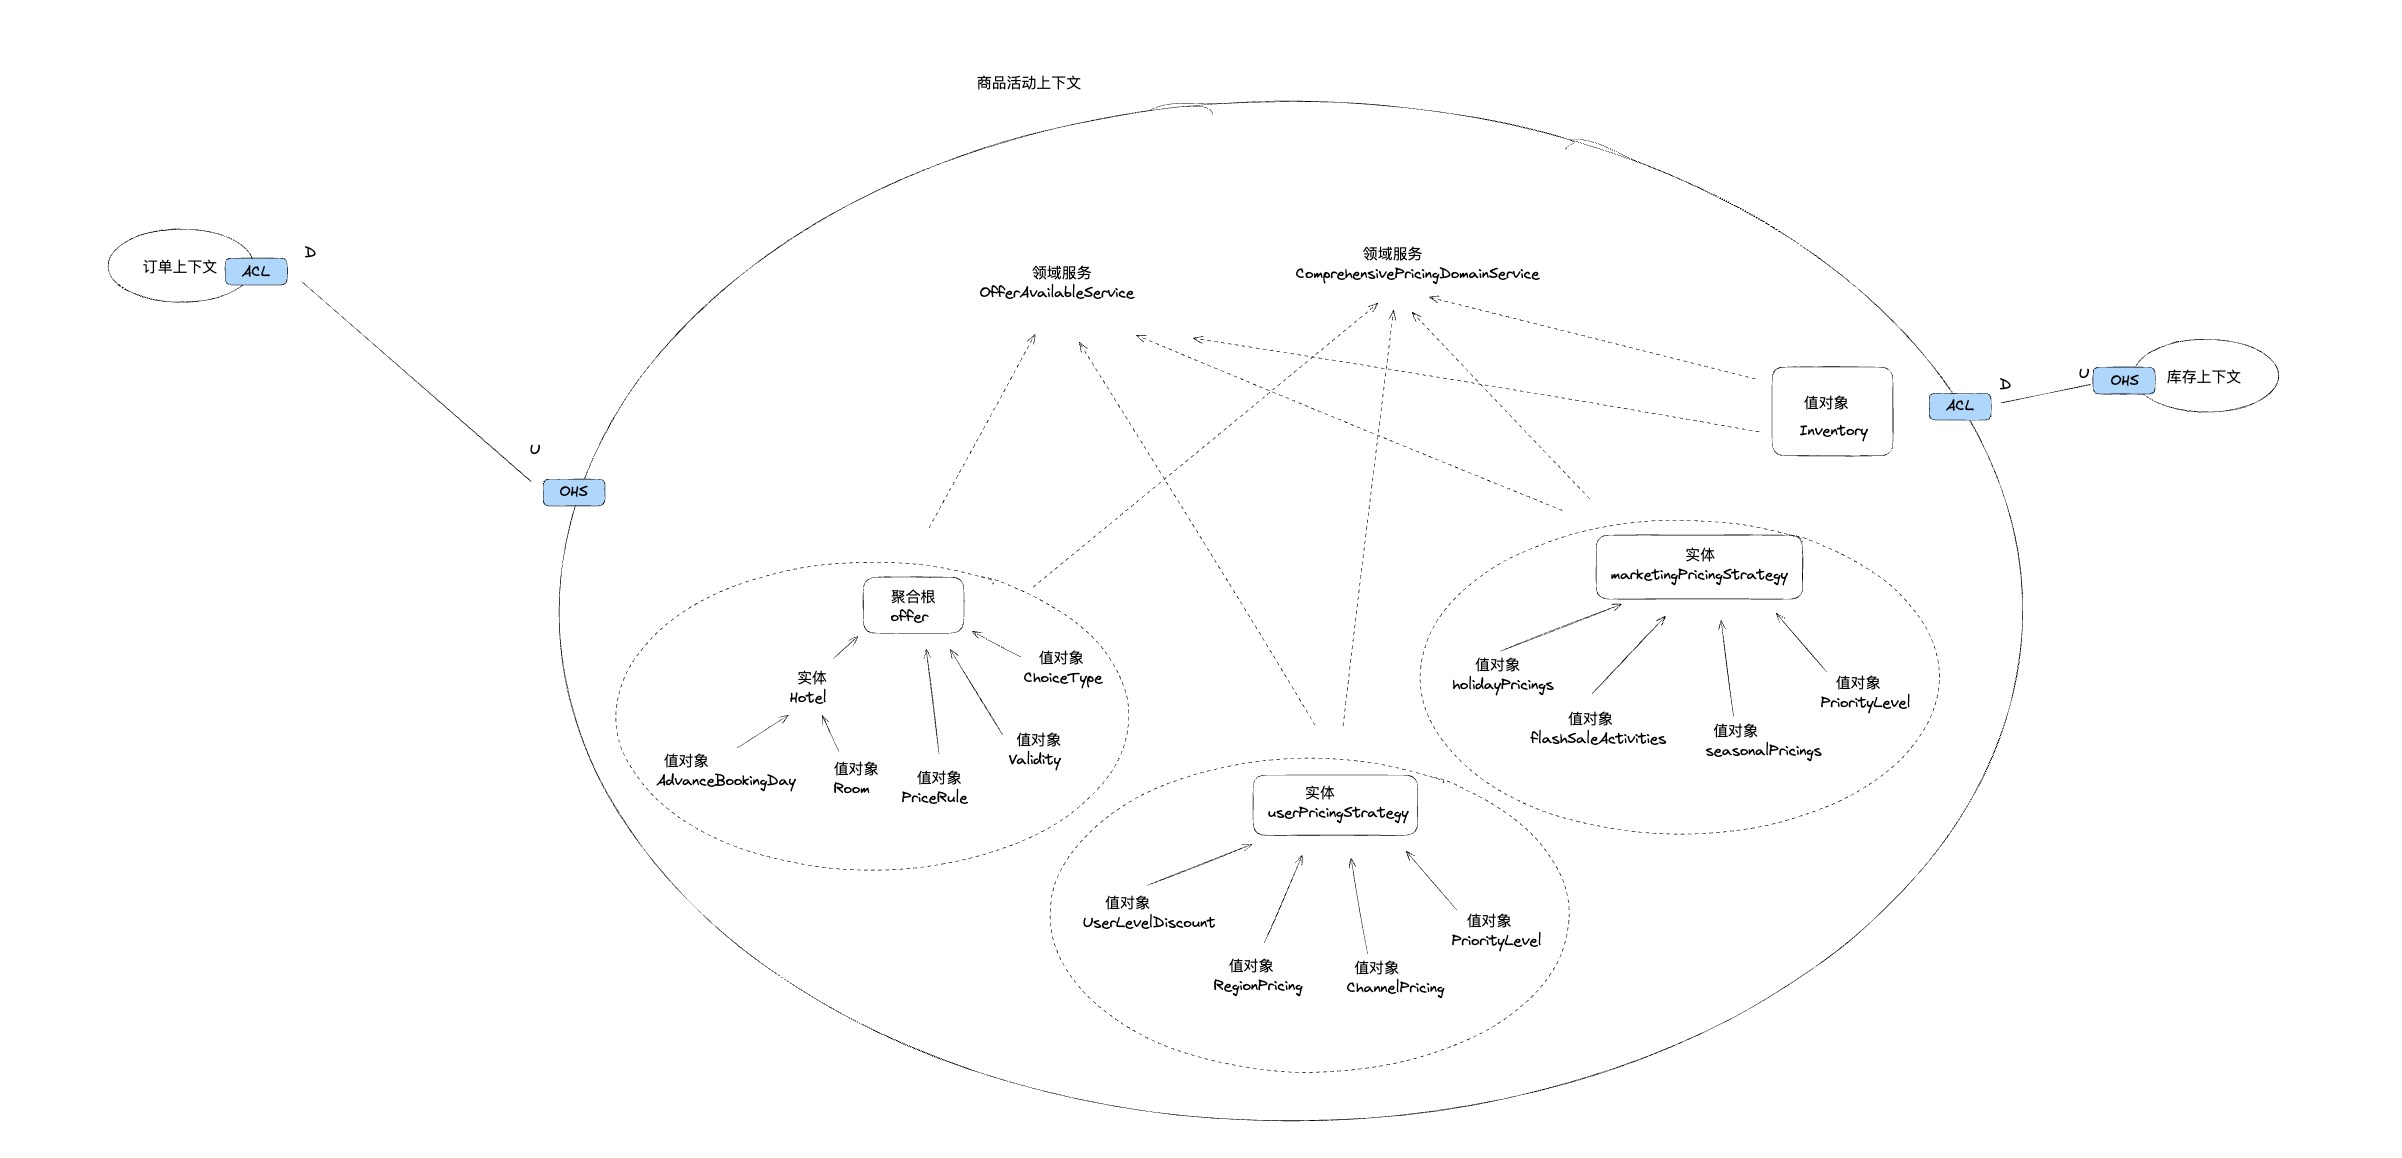 商品活动上下文
订单上下文
ACL
D
U
OHS
领域服务
OfferAvailableService
领域服务
ComprehensivePricingDomainService
值对象
Inventory
ACL
D
U
OHS
库存上下文
聚合根
offer
实体
Hotel
值对象
AdvanceBookingDay
值对象
Room
值对象
PriceRule
值对象
Validity
值对象
ChoiceType
实体
marketingPricingStrategy
值对象
holidayPricings
值对象
flashSaleActivities
值对象
seasonalPricings
值对象
PriorityLevel
实体
userPricingStrategy
值对象
UserLevelDiscount
值对象
RegionPricing
值对象
ChannelPricing
值对象
PriorityLevel